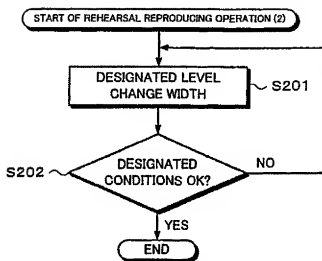 START OF REHEARSAL REPRODUCING OPERATION (2)
DESIGNATED LEVEL
CHANGE WIDTH
S201
S202
DESIGNATED
CONDITIONS OK?
NO
YES
END